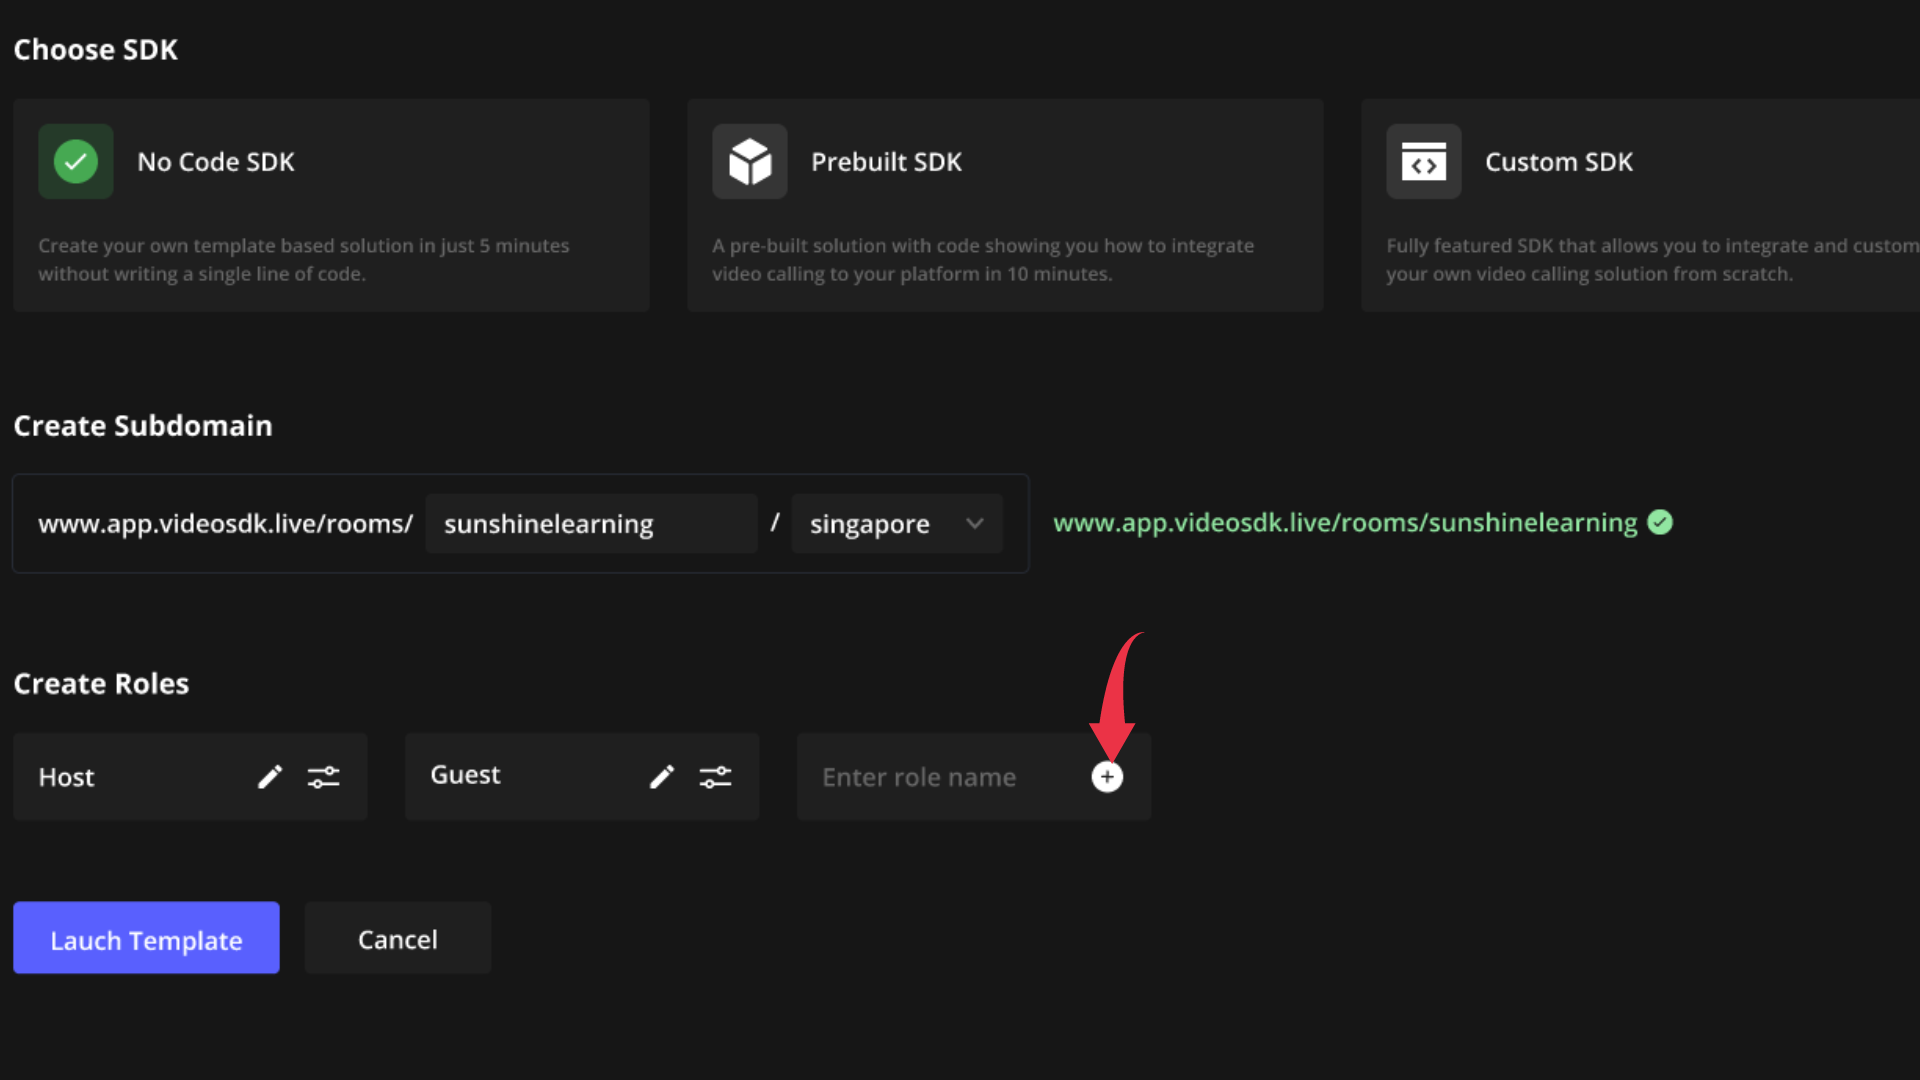 Choose SDK
No Code SDK
Create your own template based solution in just 5 minutes
without writing a single line of code.
Prebuilt SDK
A pre-built solution with code showing you how to integrate
video calling to your platform in 10 minutes.
Custom SDK
Fully featured SDK that allows you to integrate and custom
your own video calling solution from scratch.
Create Subdomain
www.app.videosdk.live/rooms/ sunshinelearning / singapore
www.app.videosdk.live/rooms/sunshinelearning
Create Roles
Host
Guest
Enter role name
Lauch Template
Cancel